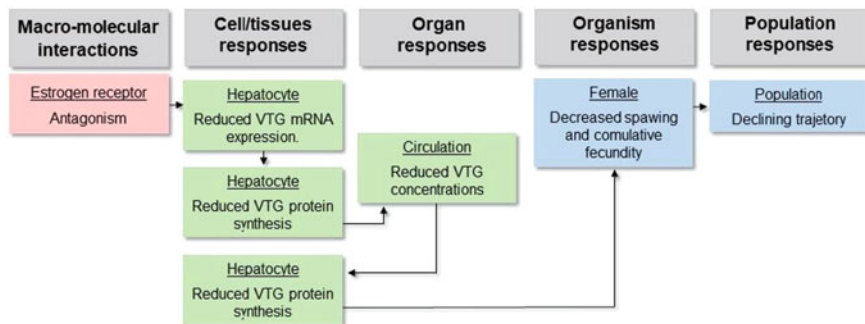 Macro-molecular
interactions
Cell/tissues
responses
Organ
responses
Organism
responses
Population
responses
Estrogen receptor
Antagonism
Hepatocyte
Reduced VTG mRNA
expression.
Hepatocyte
Reduced VTG protein
synthesis
Hepatocyte
Reduced VTG protein
synthesis
Circulation
Reduced VTG
concentrations
Female
Decreased spawing
and comulative
fecundity
Population
Declining trajetory